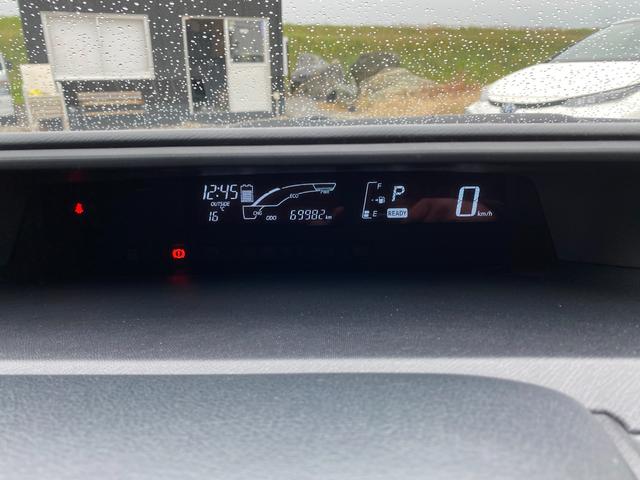 12:45
OUTSIDE
16 °C
CHG
ECO
PWR
ODO 69982 km
F
E
P
READY
0 km/h